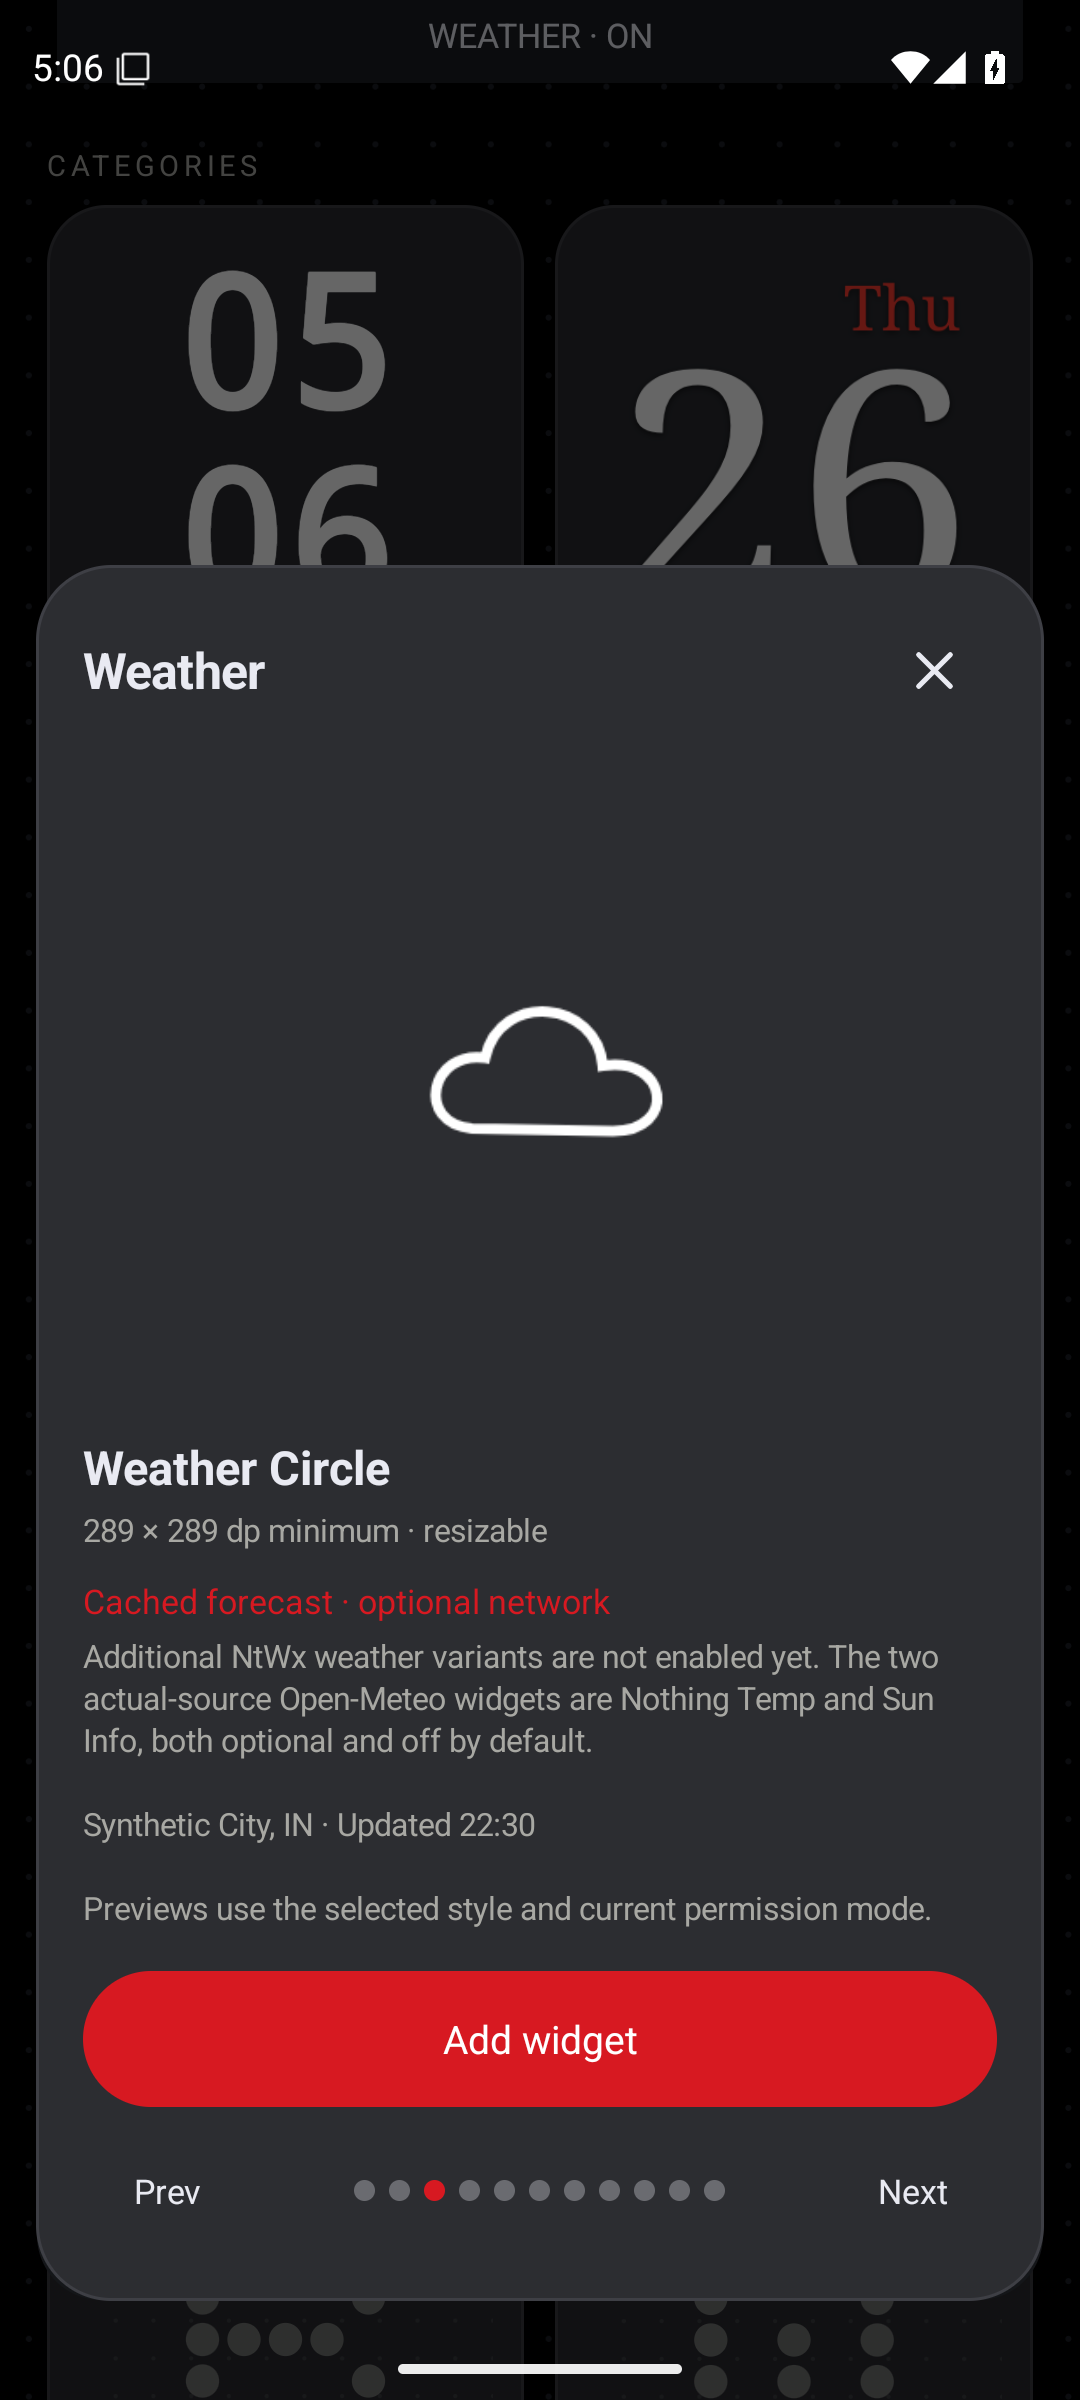 WEATHER · ON
5:06
CATEGORIES
05
06
Thu
26
Weather
Weather Circle
289 × 289 dp minimum · resizable
Cached forecast · optional network
Additional NtWx weather variants are not enabled yet. The two
actual-source Open-Meteo widgets are Nothing Temp and Sun
Info, both optional and off by default.
Synthetic City, IN · Updated 22:30
Previews use the selected style and current permission mode.
Add widget
Prev
Next